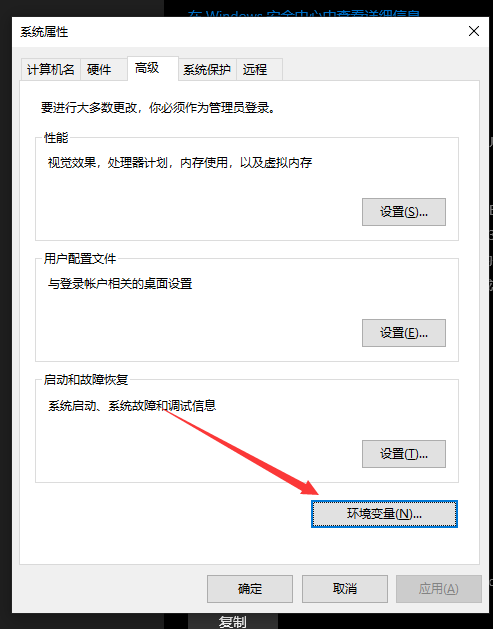 在 Windows 安全中心中查看详细信息
系统属性
计算机名 硬件 高级 系统保护 远程
要进行大多数更改，你必须作为管理员登录。
性能
视觉效果，处理器计划，内存使用，以及虚拟内存
设置(S)...
用户配置文件
与登录帐户相关的桌面设置
设置(E)...
启动和故障恢复
系统启动、系统故障和调试信息
设置(T)...
环境变量(N)...
确定 取消 应用(A)
复制